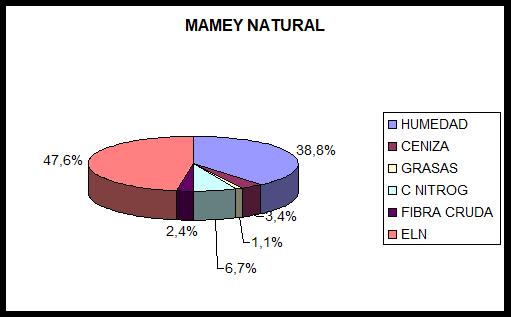 MAMEY NATURAL
47,6%
38,8%
3,4%
2,4%
1,1%
6,7%
HUMEDAD
CENIZA
GRASAS
C NITROG
FIBRA CRUDA
ELN